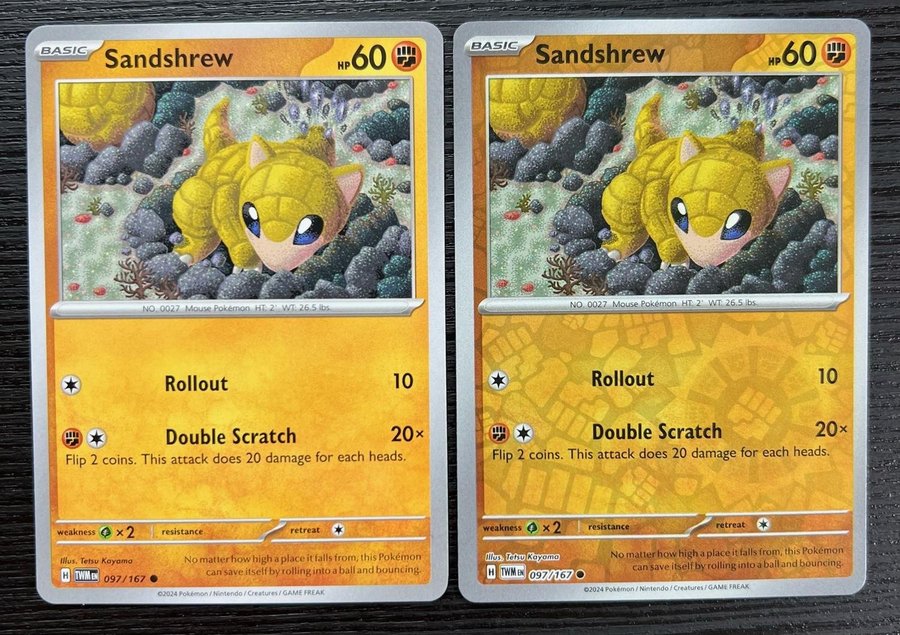 BASIC Sandshrew HP 60
NO. 0027 Mouse Pokémon HT: 2' WT: 26.5 lbs.
Rollout 10
Double Scratch 20×
Flip 2 coins. This attack does 20 damage for each heads.
weakness ×2 resistance retreat
Illus. Tetsu Kayama
No matter how high a place it falls from, this Pokémon
can save itself by rolling into a ball and bouncing.
H TWM EN 097/167
©2024 Pokémon / Nintendo / Creatures / GAME FREAK
BASIC Sandshrew HP 60
NO. 0027 Mouse Pokémon HT: 2' WT: 26.5 lbs.
Rollout 10
Double Scratch 20×
Flip 2 coins. This attack does 20 damage for each heads.
weakness ×2 resistance retreat
Illus. Tetsu Kayama
No matter how high a place it falls from, this Pokémon
can save itself by rolling into a ball and bouncing.
H TWM EN 097/167
©2024 Pokémon / Nintendo / Creatures / GAME FREAK